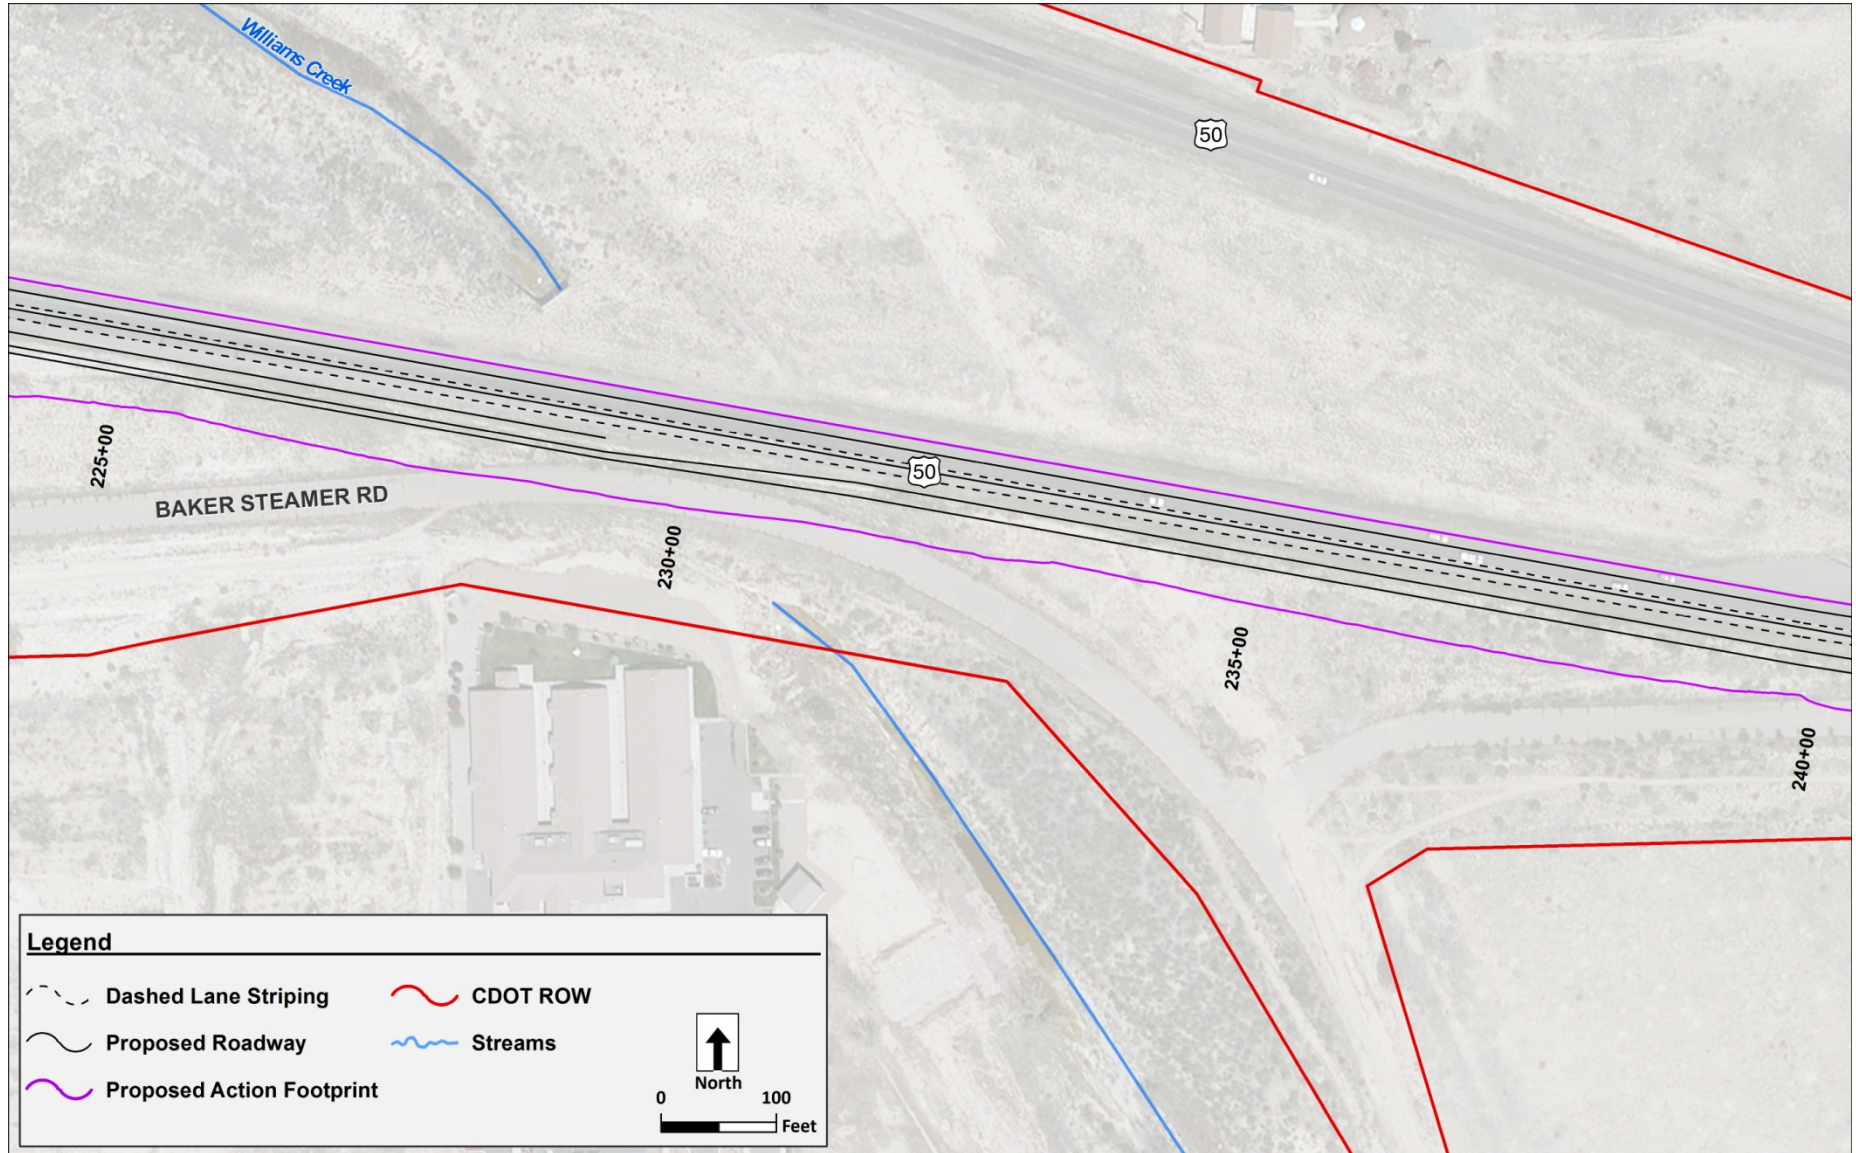 Williams Creek
50
225+00
50
BAKER STEAMER RD
230+00
235+00
240+00
Legend
Dashed Lane Striping
CDOT ROW
Proposed Roadway
Streams
Proposed Action Footprint
North
0 100
Feet